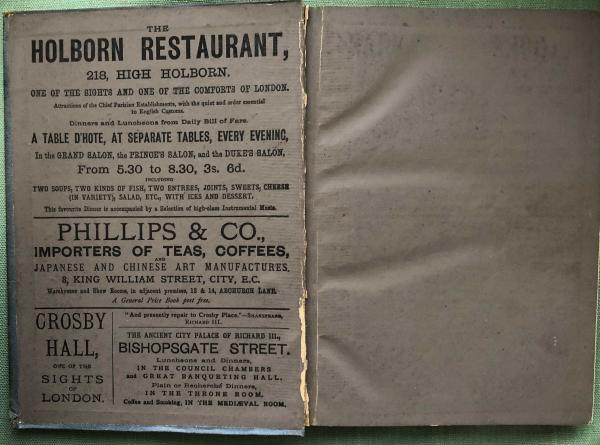 THE
HOLBORN RESTAURANT,
218, HIGH HOLBORN.
ONE OF THE SIGHTS AND ONE OF THE COMFORTS OF LONDON.
Attractions of the Chief Parisian Establishments, with the quiet and order essential
to English Customs.
Dinners and Luncheons from Daily Bill of Fare.
A TABLE D'HOTE, AT SEPARATE TABLES, EVERY EVENING,
In the GRAND SALON, the PRINCE'S SALON, and the DUKE'S SALON,
From 5.30 to 8.30, 3s. 6d.
INCLUDING
TWO SOUPS, TWO KINDS OF FISH, TWO ENTREES, JOINTS, SWEETS, CHEESE
(IN VARIETY), SALAD, ETC., WITH ICES AND DESSERT.
This favourite Dinner is accompanied by a Selection of high-class Instrumental Music.
PHILLIPS & CO.,
IMPORTERS OF TEAS, COFFEES,
AND
JAPANESE AND CHINESE ART MANUFACTURES.
8, KING WILLIAM STREET, CITY, E.C.
Warehouses and Show Rooms, in adjacent premises, 13 & 14, ABCHURCH LANE.
A General Price Book post free.
CROSBY
HALL,
ONE OF THE
SIGHTS
OF
LONDON.
"And presently repair to Crosby Place."—SHAKSPEARE,
RICHARD III.
THE ANCIENT CITY PALACE OF RICHARD III.,
BISHOPSGATE STREET.
Luncheons and Dinners,
IN THE COUNCIL CHAMBERS
and GREAT BANQUETING HALL.
Plain or Recherché Dinners,
IN THE THRONE ROOM.
Coffee and Smoking, IN THE MEDIÆVAL ROOM.